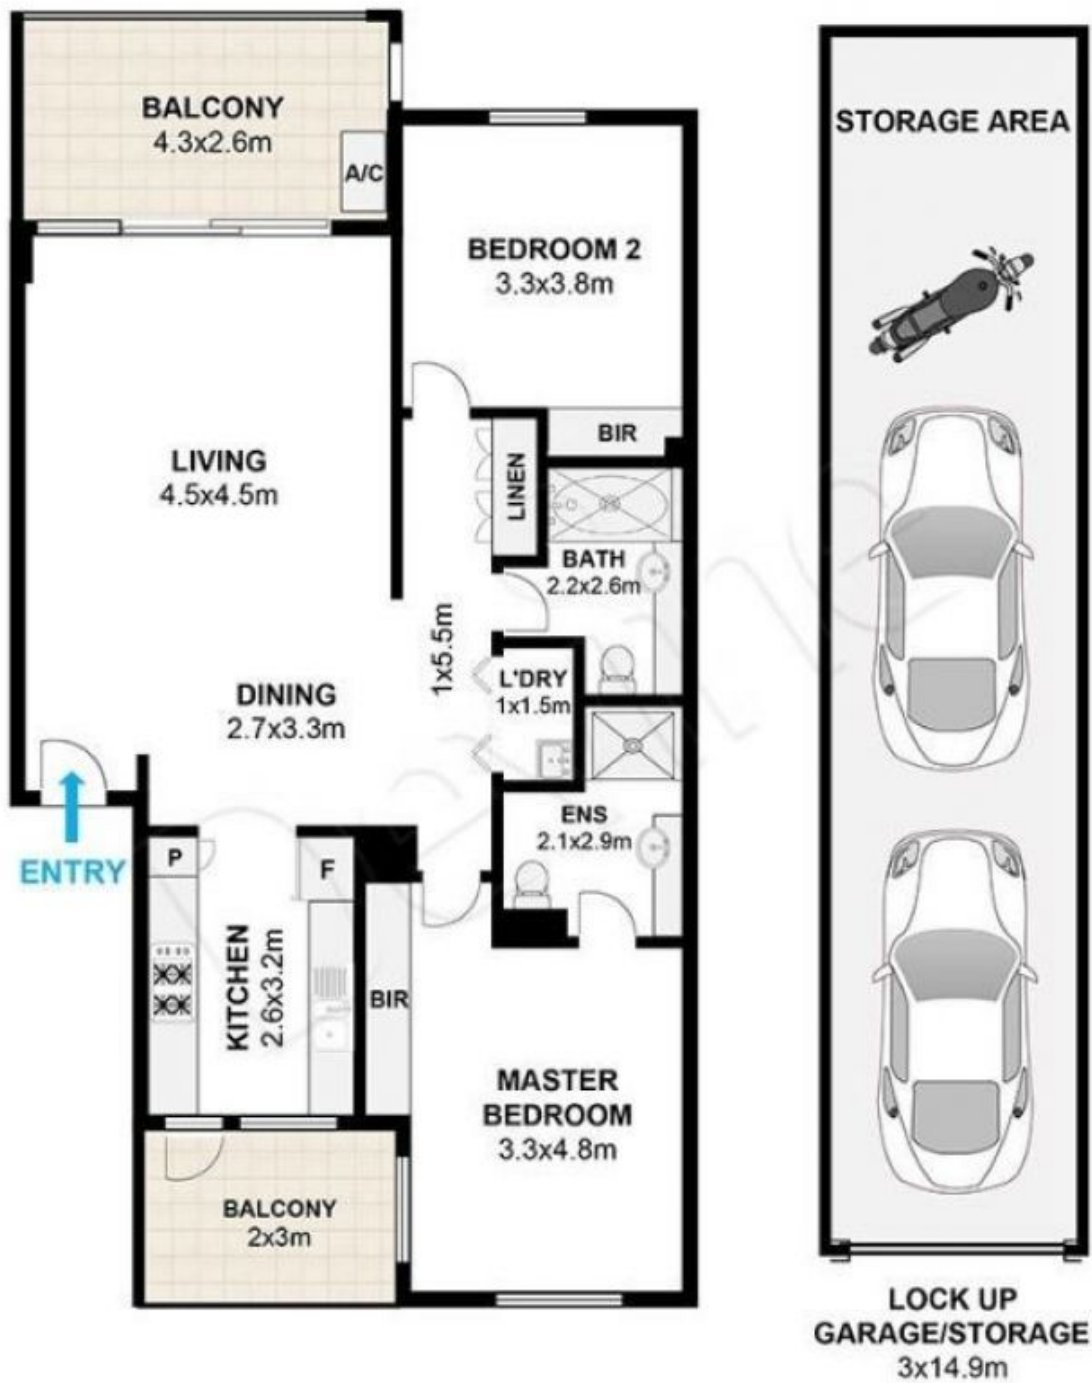 BALCONY
4.3x2.6m
A/C
BEDROOM 2
3.3x3.8m
BIR
LIVING
4.5x4.5m
LINEN
BATH
2.2x2.6m
1x5.5m
L'DRY
1x1.5m
DINING
2.7x3.3m
ENTRY
ENS
2.1x2.9m
P
F
KITCHEN
2.6x3.2m
BIR
MASTER
BEDROOM
3.3x4.8m
BALCONY
2x3m
STORAGE AREA
LOCK UP
GARAGE/STORAGE
3x14.9m